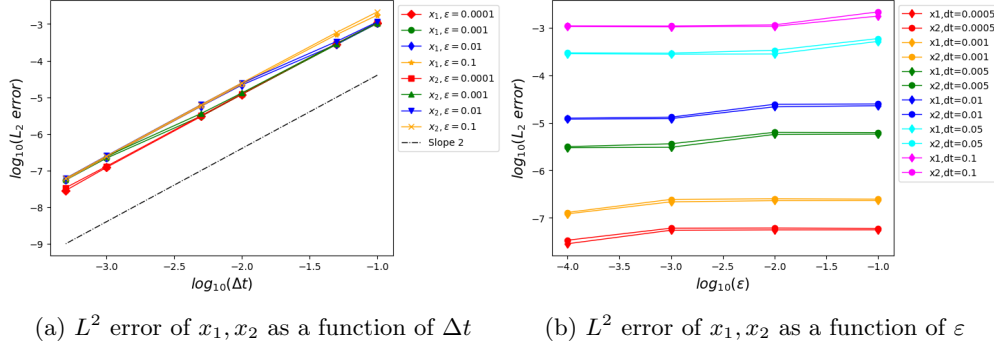 −3
−4
−5
−6
−7
−8
−9
log₁₀(L₂ error)
−3.0
−2.5
−2.0
−1.5
−1.0
log₁₀(Δt)
x₁, ε = 0.0001
x₁, ε = 0.001
x₁, ε = 0.01
x₁, ε = 0.1
x₂, ε = 0.0001
x₂, ε = 0.001
x₂, ε = 0.01
x₂, ε = 0.1
Slope 2
−3
−4
−5
−6
−7
log₁₀(L₂ error)
−4.0
−3.5
−3.0
−2.5
−2.0
−1.5
−1.0
log₁₀(ε)
x1,dt=0.0005
x2,dt=0.0005
x1,dt=0.001
x2,dt=0.001
x1,dt=0.005
x2,dt=0.005
x1,dt=0.01
x2,dt=0.01
x1,dt=0.05
x2,dt=0.05
x1,dt=0.1
x2,dt=0.1
(a) L² error of x₁, x₂ as a function of Δt
(b) L² error of x₁, x₂ as a function of ε